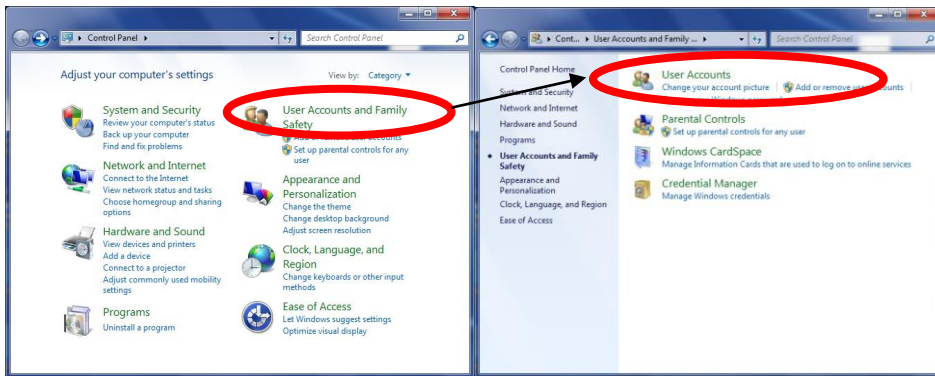 Control Panel
Search Control Panel
Adjust your computer's settings
View by: Category
System and Security
Review your computer's status
Back up your computer
Find and fix problems
Network and Internet
Connect to the Internet
View network status and tasks
Choose homegroup and sharing
options
Hardware and Sound
View devices and printers
Add a device
Connect to a projector
Adjust commonly used mobility
settings
Programs
Uninstall a program
User Accounts and Family
Safety
Set up parental controls for any
user
Appearance and
Personalization
Change the theme
Change desktop background
Adjust screen resolution
Clock, Language, and
Region
Change keyboards or other input
methods
Ease of Access
Let Windows suggest settings
Optimize visual display
Cont... User Accounts and Family ...
Search Control Panel
Control Panel Home
System and Security
Network and Internet
Hardware and Sound
Programs
User Accounts and Family
Safety
Appearance and
Personalization
Clock, Language, and Region
Ease of Access
User Accounts
Change your account picture Add or remove user accounts
Parental Controls
Set up parental controls for any user
Windows CardSpace
Manage Information Cards that are used to log on to online services
Credential Manager
Manage Windows credentials